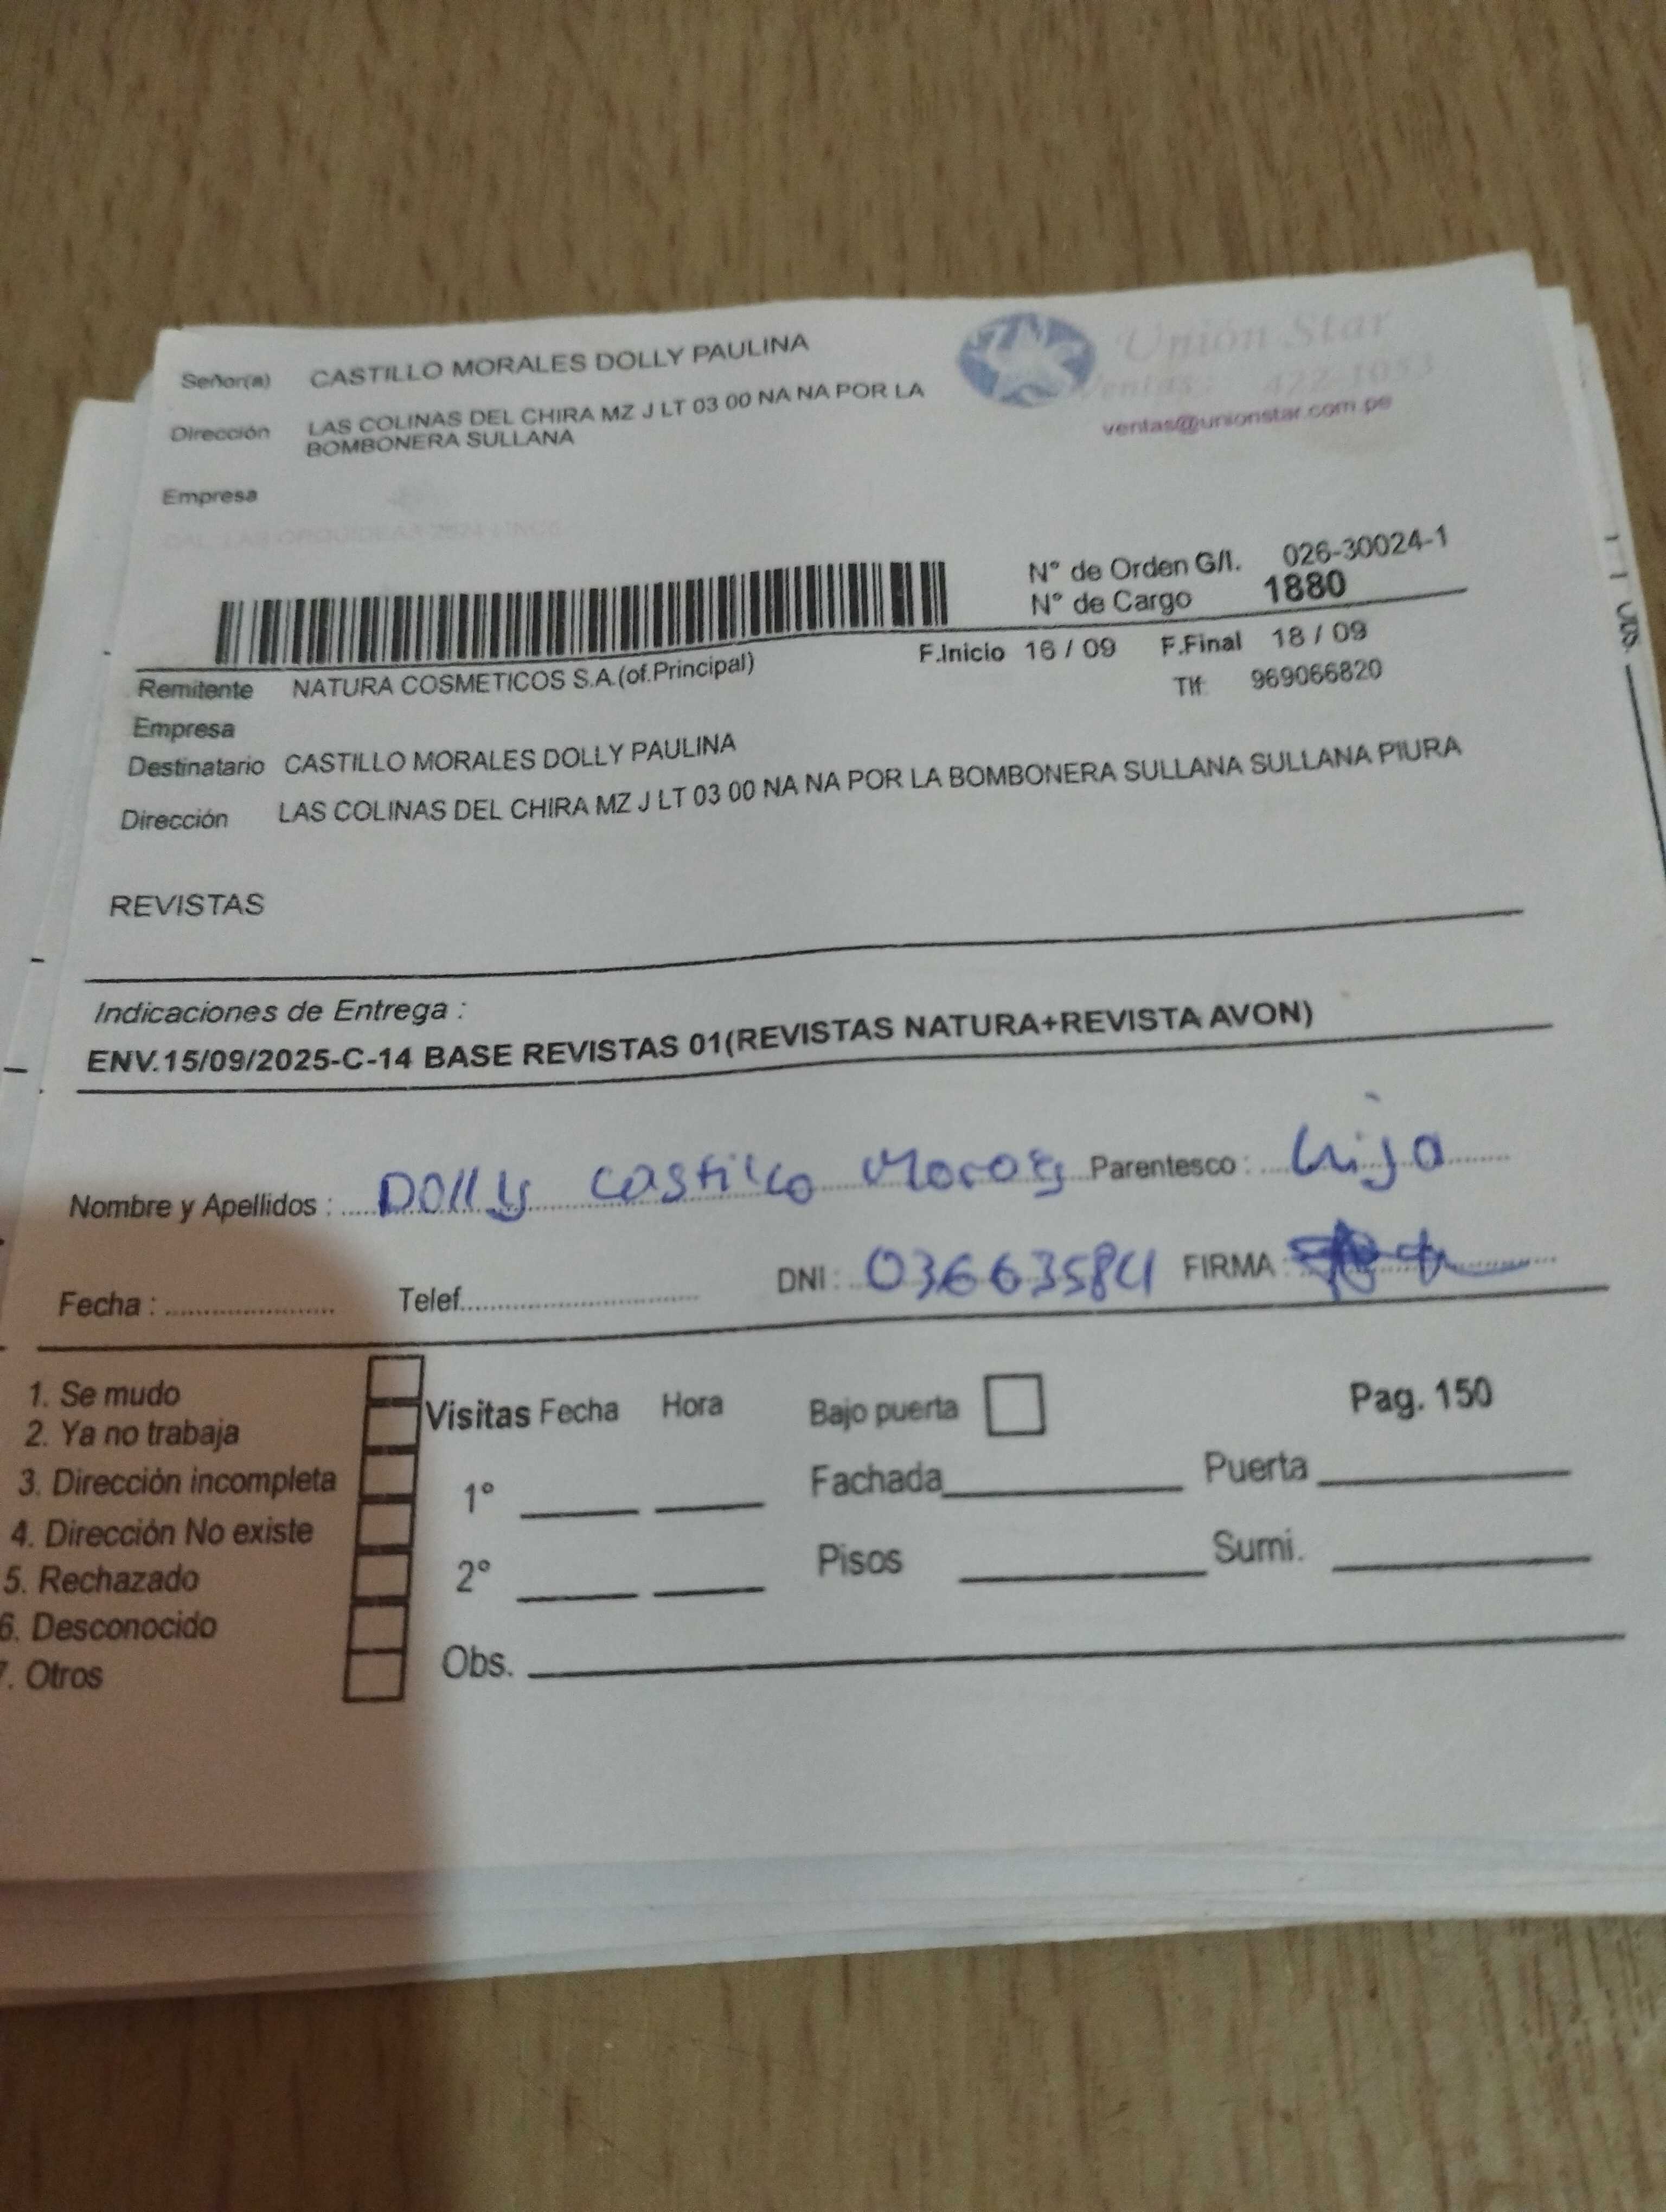 Señor(a) CASTILLO MORALES DOLLY PAULINA
Unión Star
Ventas: 422-1053
ventas@unionstar.com.pe
Dirección LAS COLINAS DEL CHIRA MZ J LT 03 00 NA NA POR LA
BOMBONERA SULLANA
Empresa
N° de Orden G/I. 026-30024-1
N° de Cargo 1880
F.Inicio 16 / 09 F.Final 18 / 09
Remitente NATURA COSMETICOS S.A.(of.Principal) Tlf: 969066820
Empresa
Destinatario CASTILLO MORALES DOLLY PAULINA
Dirección LAS COLINAS DEL CHIRA MZ J LT 03 00 NA NA POR LA BOMBONERA SULLANA SULLANA PIURA
REVISTAS
Indicaciones de Entrega :
ENV.15/09/2025-C-14 BASE REVISTAS 01(REVISTAS NATURA+REVISTA AVON)
Nombre y Apellidos : Dolly Castillo Parentesco : hija
Fecha : Telef. DNI : 03663584 FIRMA :
1. Se mudo
2. Ya no trabaja
3. Dirección incompleta
4. Dirección No existe
5. Rechazado
6. Desconocido
7. Otros
Visitas Fecha Hora
1°
2°
Obs.
Bajo puerta Pag. 150
Fachada Puerta
Pisos Sumi.